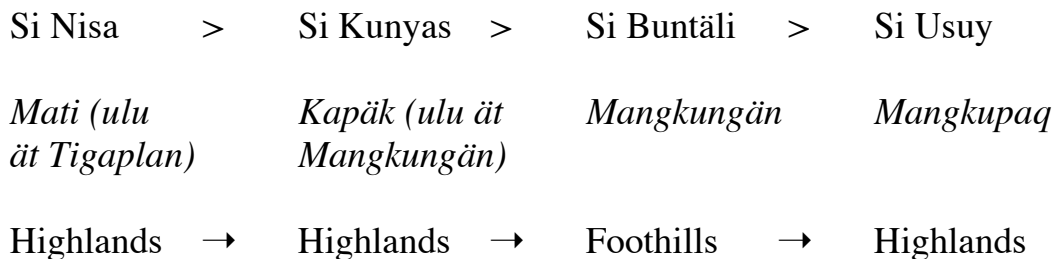 Si Nisa > Si Kunyas > Si Buntäli > Si Usuy
Mati (ulu Kapäk (ulu ät Mangkungän Mangkupaq
ät Tigaplan) Mangkungän)
Highlands → Highlands → Foothills → Highlands